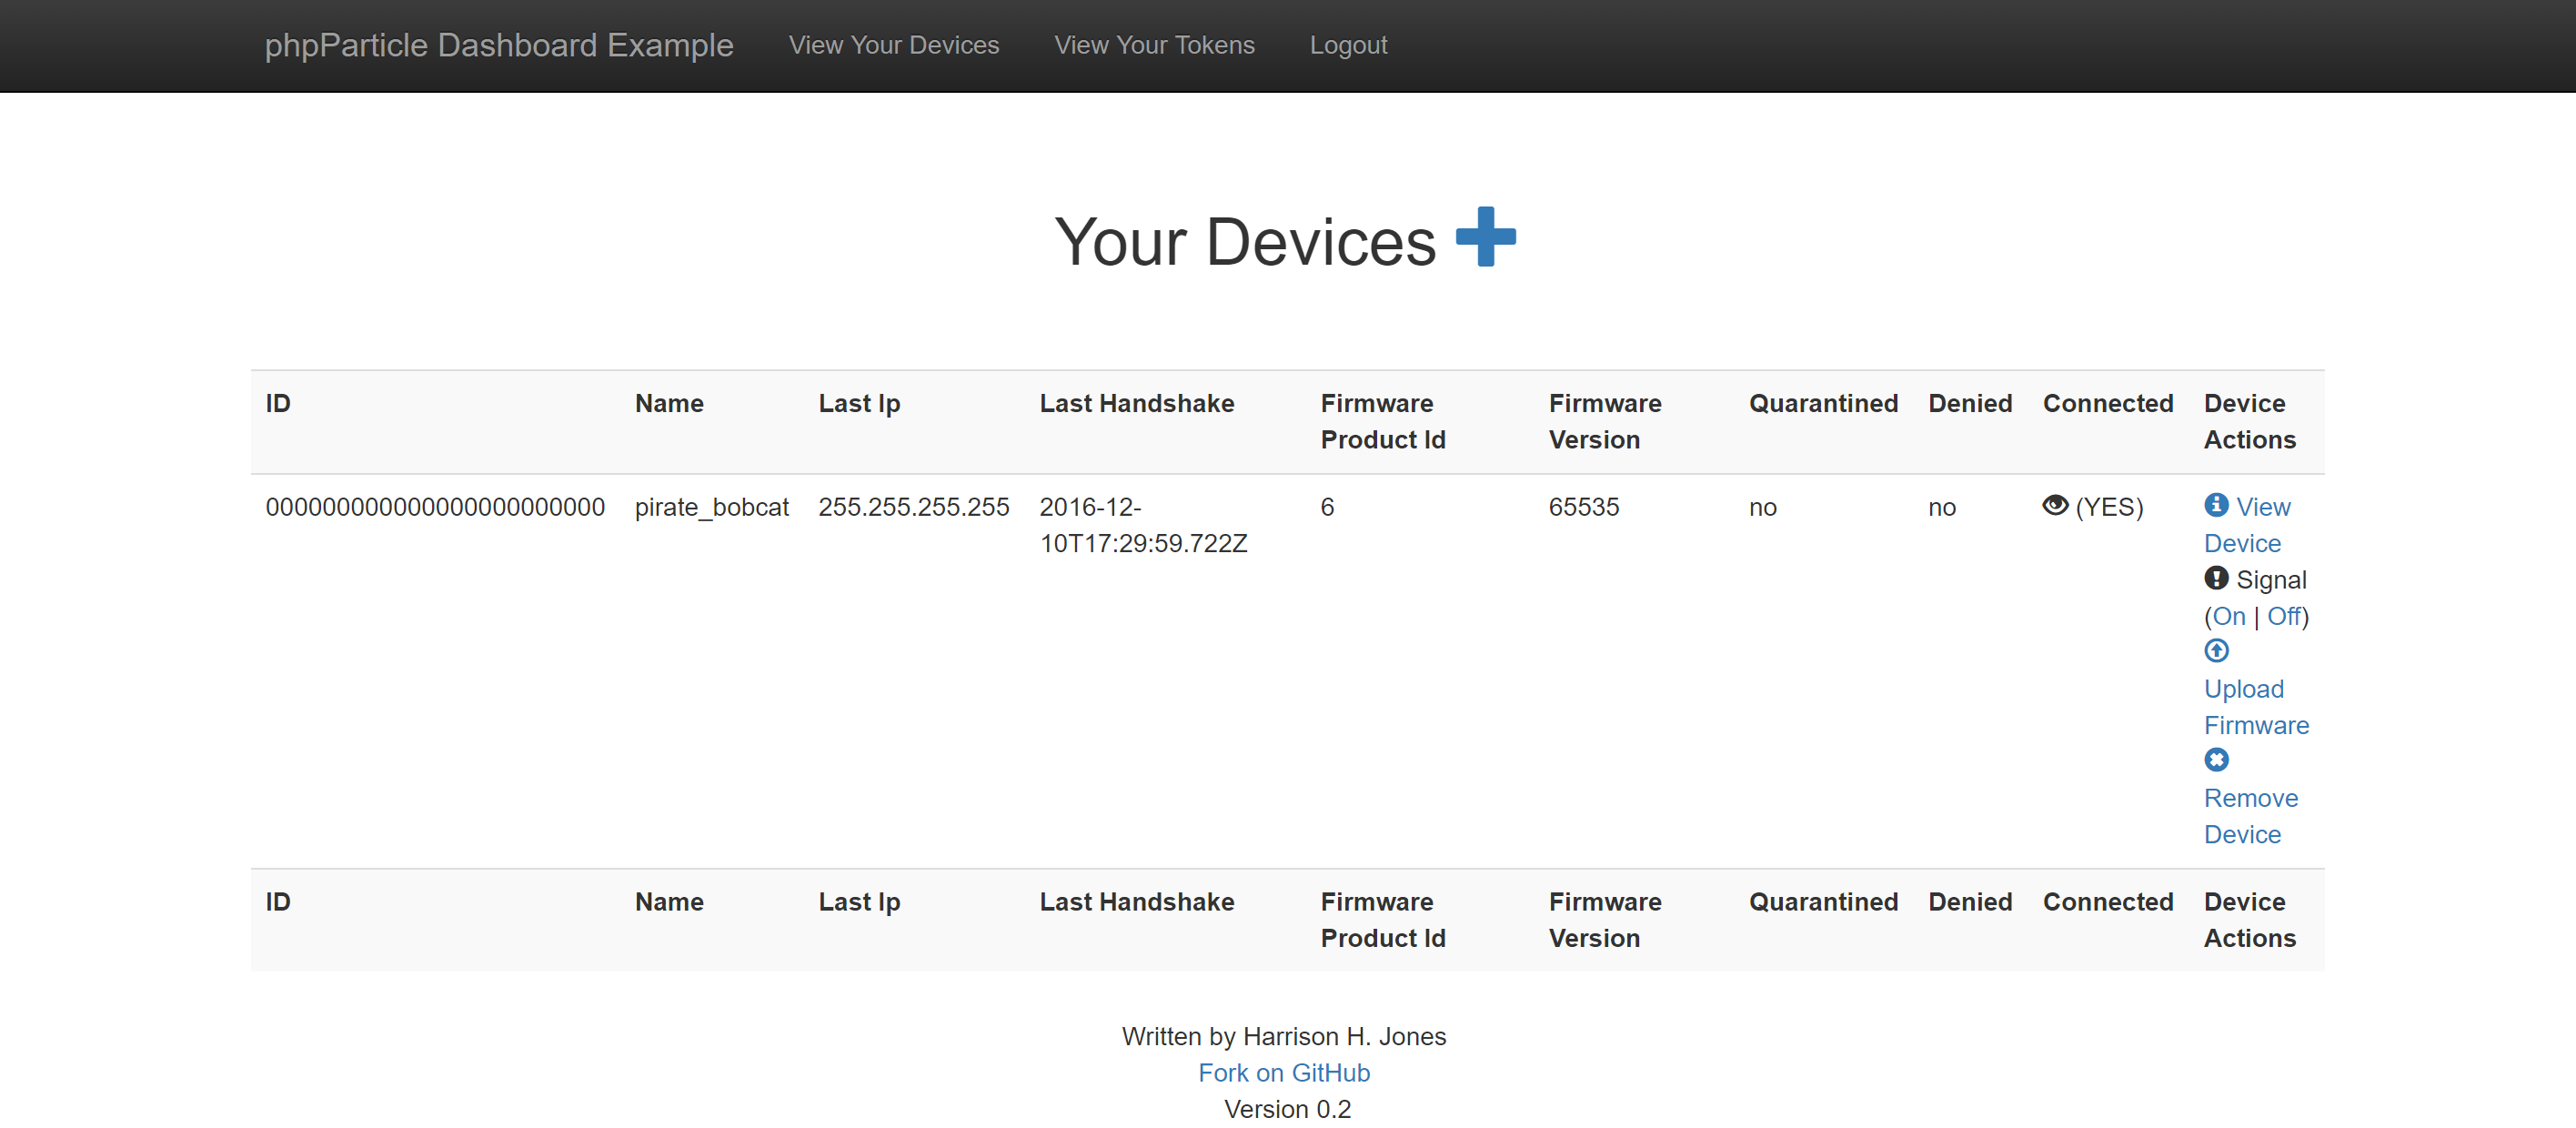 phpParticle Dashboard Example View Your Devices View Your Tokens Logout
Your Devices
ID Name Last Ip Last Handshake Firmware Product Id Firmware Version Quarantined Denied Connected Device Actions
000000000000000000000000 pirate_bobcat 255.255.255.255 2016-12-10T17:29:59.722Z 6 65535 no no (YES) View Device
Signal
(On | Off)
Upload
Firmware
Remove
Device
ID Name Last Ip Last Handshake Firmware Product Id Firmware Version Quarantined Denied Connected Device Actions
Written by Harrison H. Jones
Fork on GitHub
Version 0.2